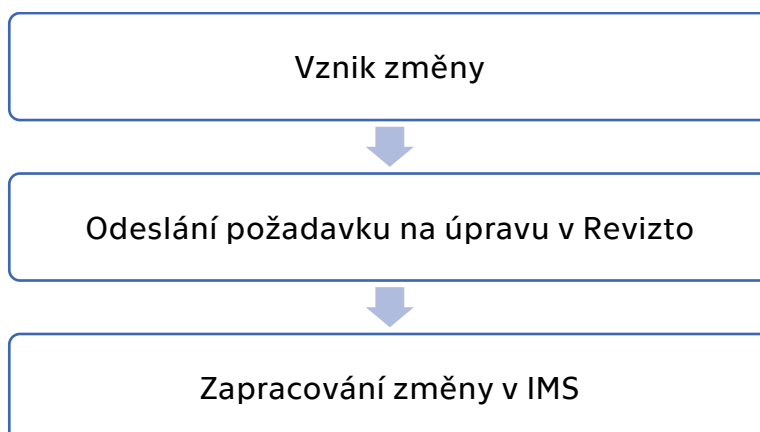 Vznik změny
Odeslání požadavku na úpravu v Revizto
Zapracování změny v IMS